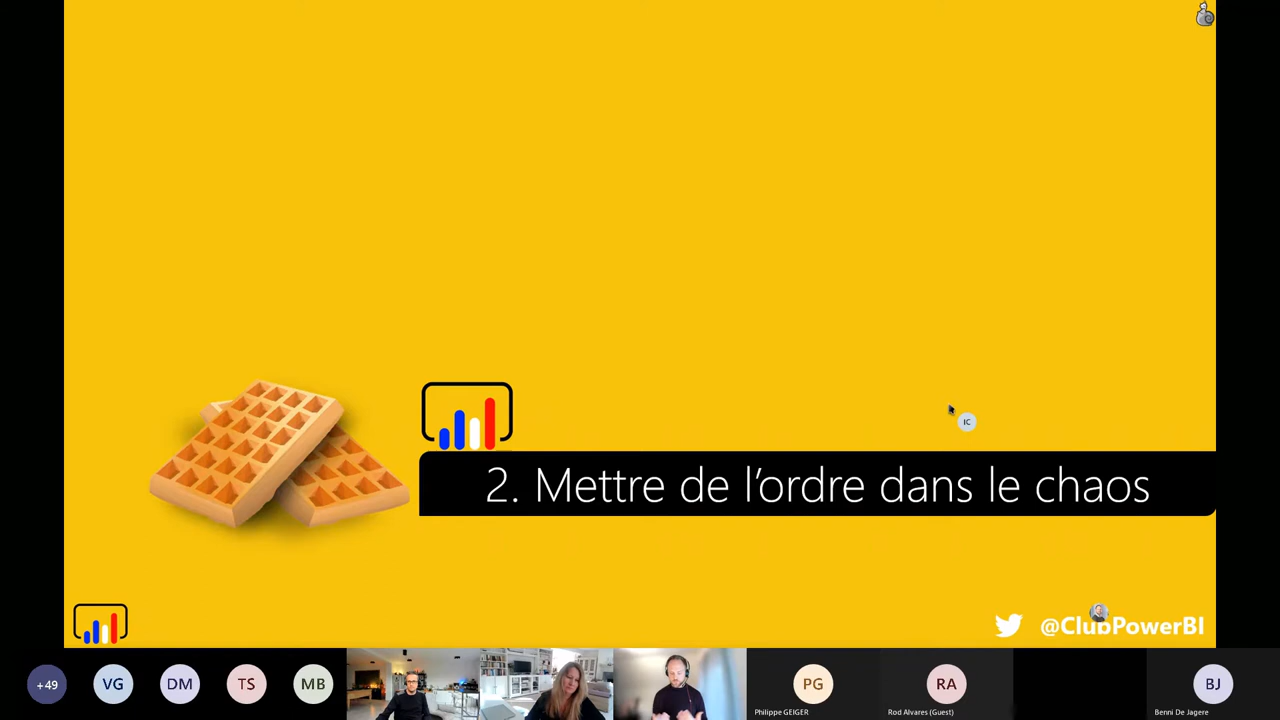 IC
2. Mettre de l'ordre dans le chaos
@ClubPowerBI
+49
VG
DM
TS
MB
PG
RA
BJ
Philippe GEIGER
Rod Alvares (Guest)
Benni De Jagere